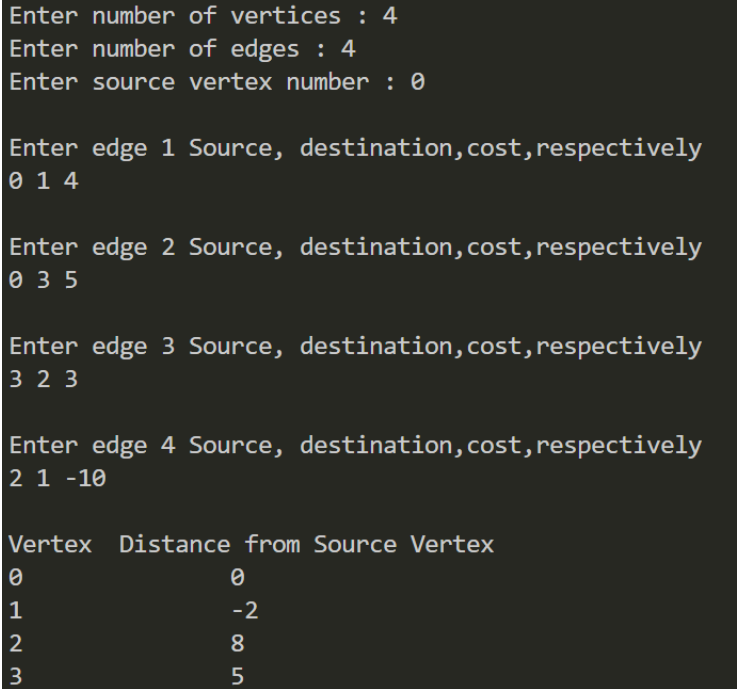 Enter number of vertices : 4
Enter number of edges : 4
Enter source vertex number : 0
Enter edge 1 Source, destination,cost,respectively
0 1 4
Enter edge 2 Source, destination,cost,respectively
0 3 5
Enter edge 3 Source, destination,cost,respectively
3 2 3
Enter edge 4 Source, destination,cost,respectively
2 1 -10
Vertex  Distance from Source Vertex
0              0
1              -2
2              8
3              5